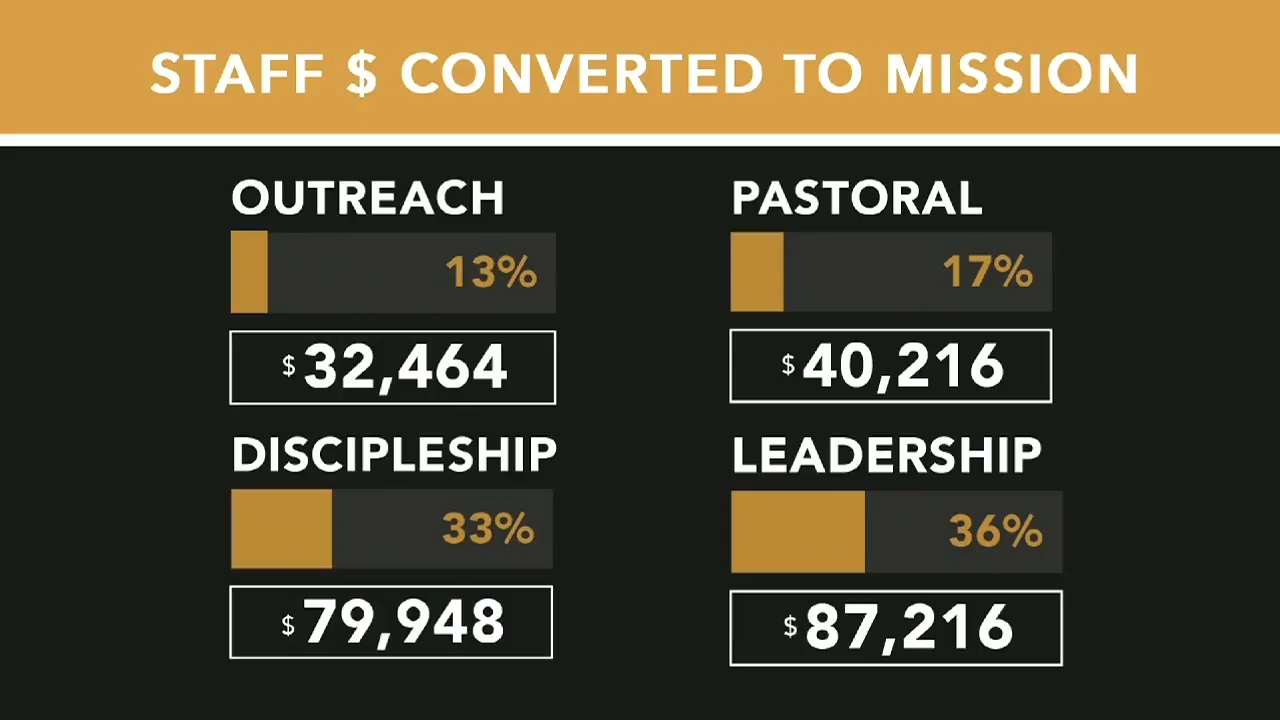 STAFF $ CONVERTED TO MISSION
OUTREACH
13%
$32,464
PASTORAL
17%
$40,216
DISCIPLESHIP
33%
$79,948
LEADERSHIP
36%
$87,216